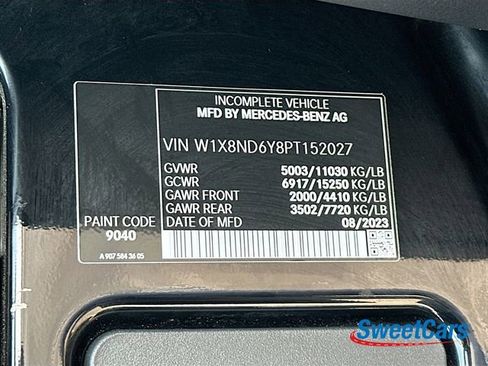 INCOMPLETE VEHICLE
MFD BY MERCEDES-BENZ AG
VIN W1X8ND6Y8PT152027
GVWR 5003/11030 KG/LB
GCWR 6917/15250 KG/LB
GAWR FRONT 2000/4410 KG/LB
GAWR REAR 3502/7720 KG/LB
DATE OF MFD 08/2023
PAINT CODE
9040
A 907 584 36 05
SweetCars